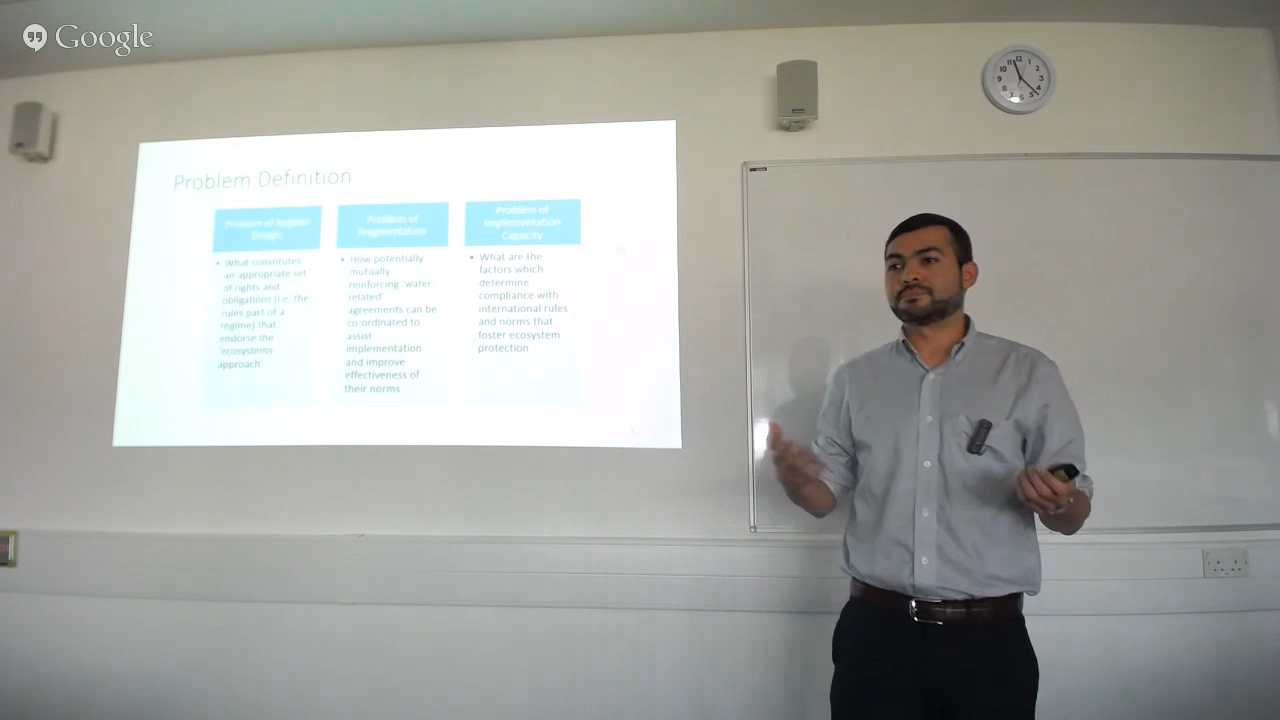 Google
Problem Definition
Problem of Regime
Design
What constitutes
an appropriate set
of rights and
obligations (i.e. the
rules part of a
regime) that
endorse the
'ecosystems
approach'
Problem of
Fragmentation
How potentially
mutually
reinforcing 'water-
related'
agreements can be
co-ordinated to
assist
implementation
and improve
effectiveness of
their norms
Problem of
Implementation
Capacity
What are the
factors which
determine
compliance with
international rules
and norms that
foster ecosystem
protection